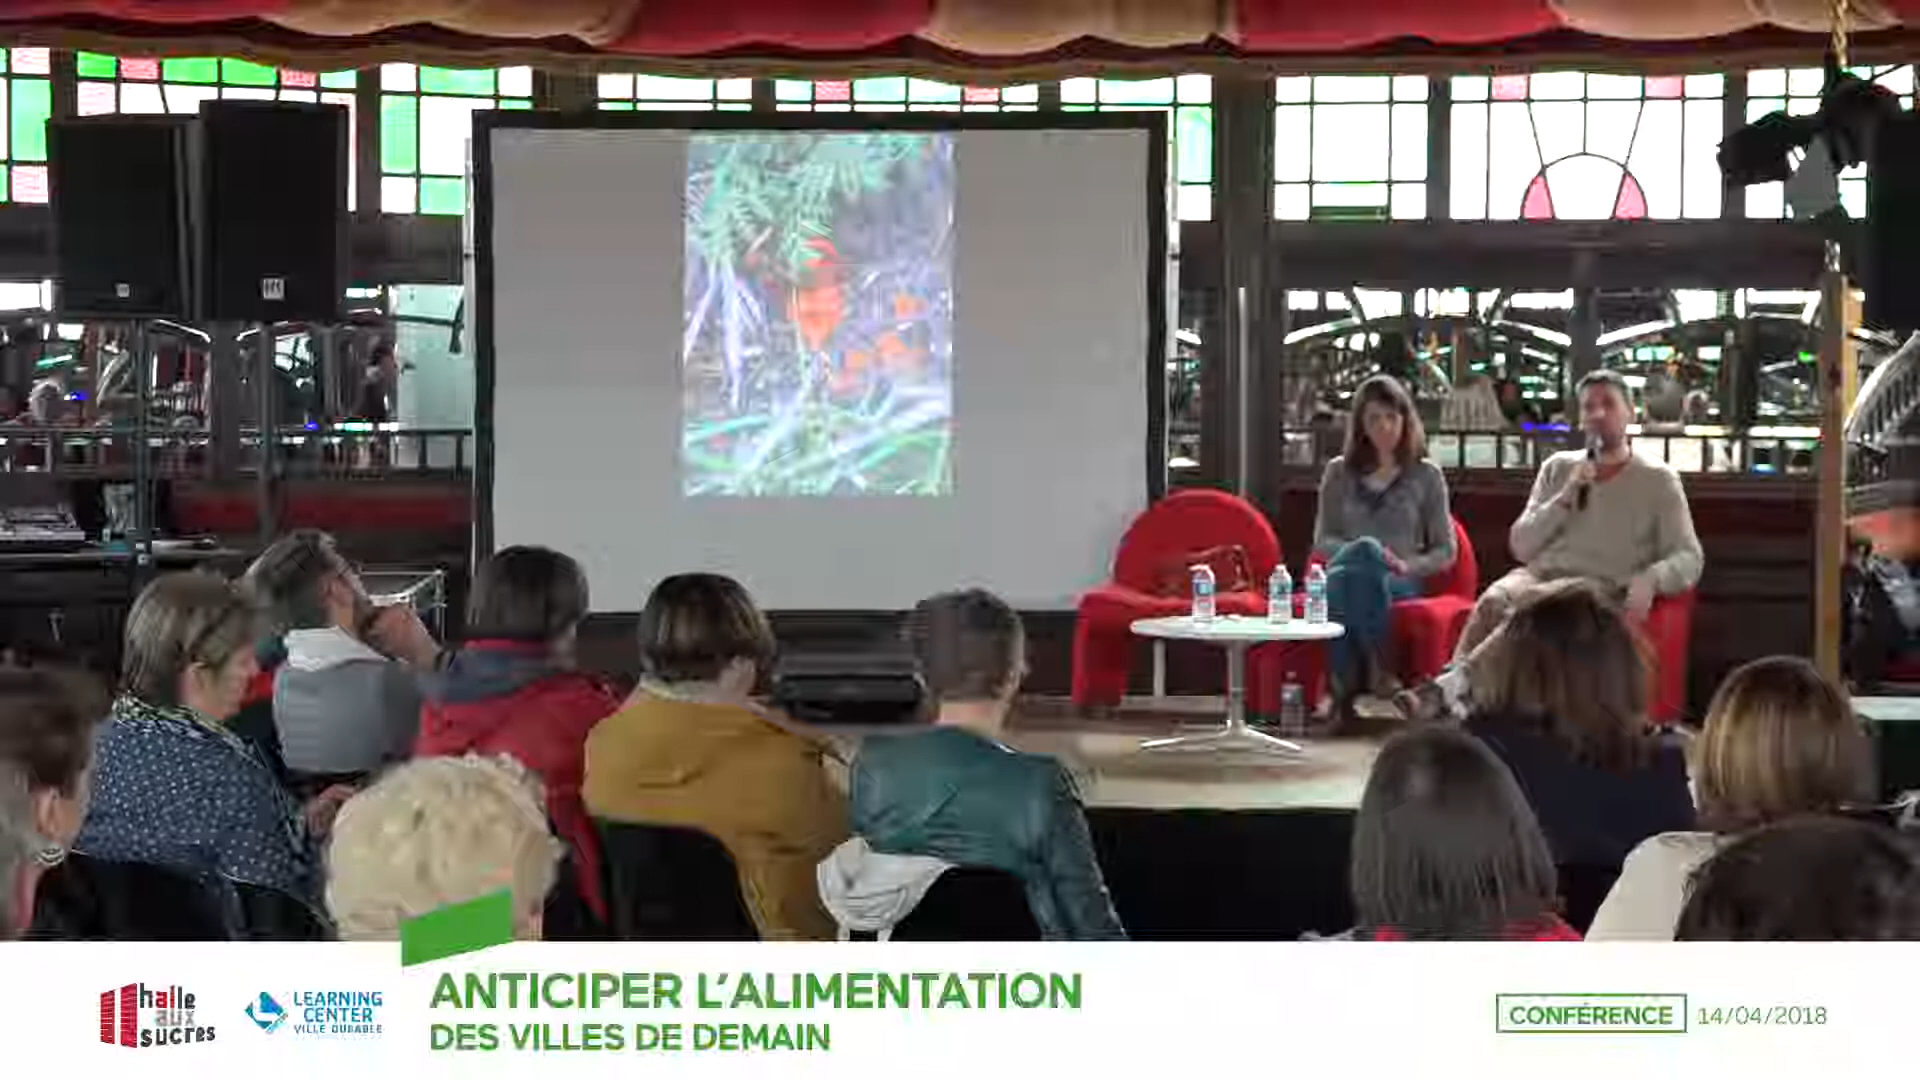 halle
aux
sucres
LEARNING
CENTER
VILLE DURABLE
ANTICIPER L'ALIMENTATION
DES VILLES DE DEMAIN
CONFÉRENCE
14/04/2018